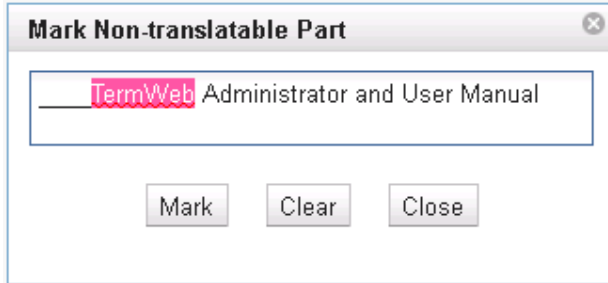 Mark Non-translatable Part
____TermWeb Administrator and User Manual
Mark Clear Close